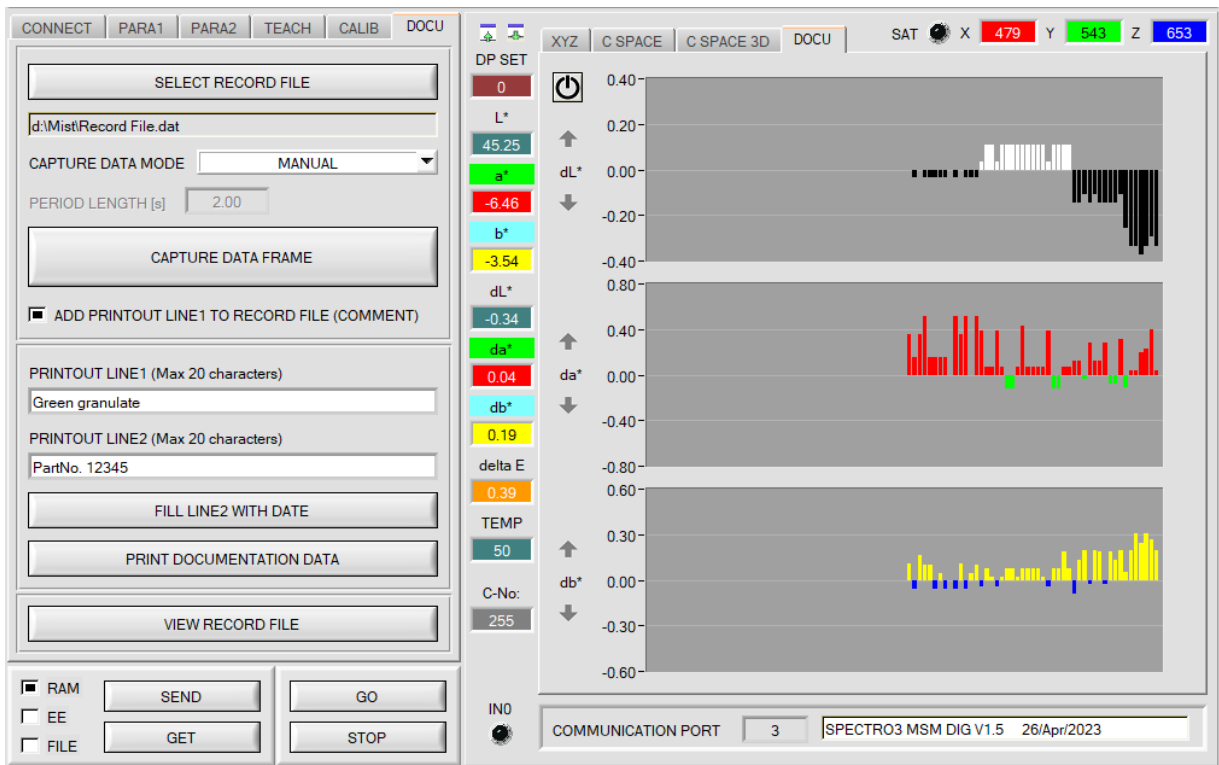 CONNECT PARA1 PARA2 TEACH CALIB DOCU
SELECT RECORD FILE
d:\Mist\Record File.dat
CAPTURE DATA MODE MANUAL
PERIOD LENGTH [s] 2.00
CAPTURE DATA FRAME
ADD PRINTOUT LINE1 TO RECORD FILE (COMMENT)
PRINTOUT LINE1 (Max 20 characters)
Green granulate
PRINTOUT LINE2 (Max 20 characters)
PartNo. 12345
FILL LINE2 WITH DATE
PRINT DOCUMENTATION DATA
VIEW RECORD FILE
RAM
EE
FILE
SEND
GET
GO
STOP
DP SET
0
L*
45.25
a*
-6.46
b*
-3.54
dL*
-0.34
da*
0.04
db*
0.19
delta E
0.39
TEMP
50
C-No:
255
IN0
XYZ C SPACE C SPACE 3D DOCU
SAT X 479 Y 543 Z 653
0.40
0.20
dL* 0.00
-0.20
-0.40
0.80
0.40
da* 0.00
-0.40
-0.80
0.60
0.30
db* 0.00
-0.30
-0.60
COMMUNICATION PORT 3 SPECTRO3 MSM DIG V1.5 26/Apr/2023